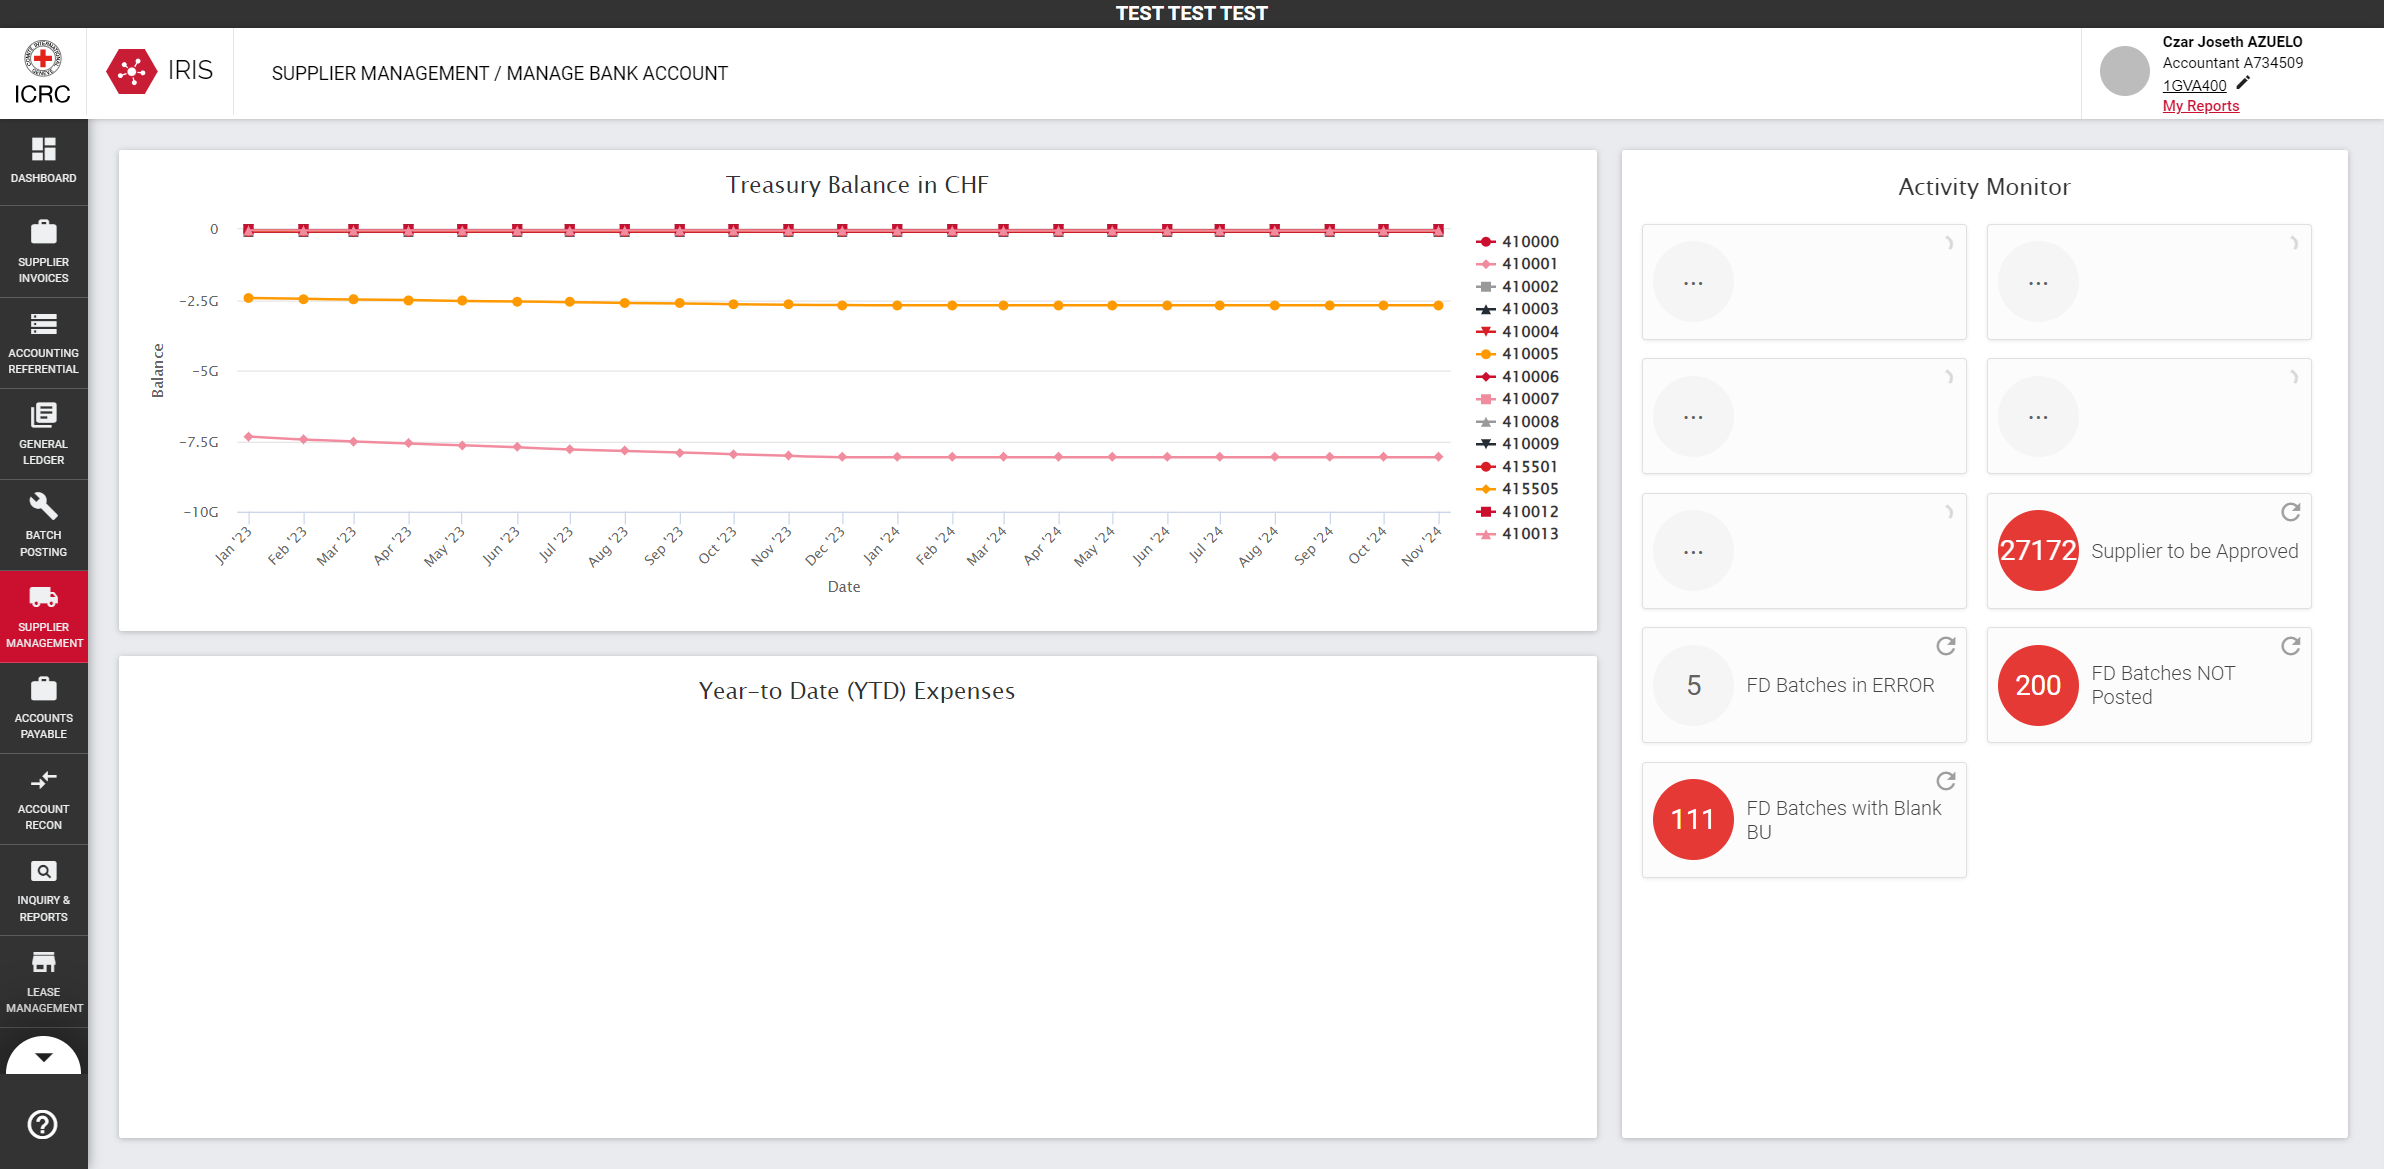 TEST TEST TEST
ICRC
IRIS
SUPPLIER MANAGEMENT / MANAGE BANK ACCOUNT
Czar Joseth AZUELO
Accountant A734509
1GVA400
My Reports
DASHBOARD
SUPPLIER
INVOICES
ACCOUNTING
REFERENTIAL
GENERAL
LEDGER
BATCH
POSTING
SUPPLIER
MANAGEMENT
ACCOUNTS
PAYABLE
ACCOUNT
RECON
INQUIRY &
REPORTS
LEASE
MANAGEMENT
Treasury Balance in CHF
Balance
0
−2.5G
−5G
−7.5G
−10G
Jan '23
Feb '23
Mar '23
Apr '23
May '23
Jun '23
Jul '23
Aug '23
Sep '23
Oct '23
Nov '23
Dec '23
Jan '24
Feb '24
Mar '24
Apr '24
May '24
Jun '24
Jul '24
Aug '24
Sep '24
Oct '24
Nov '24
Date
410000
410001
410002
410003
410004
410005
410006
410007
410008
410009
415501
415505
410012
410013
Year-to Date (YTD) Expenses
Activity Monitor
...
...
...
...
...
27172 Supplier to be Approved
5 FD Batches in ERROR
200 FD Batches NOT
Posted
111 FD Batches with Blank
BU